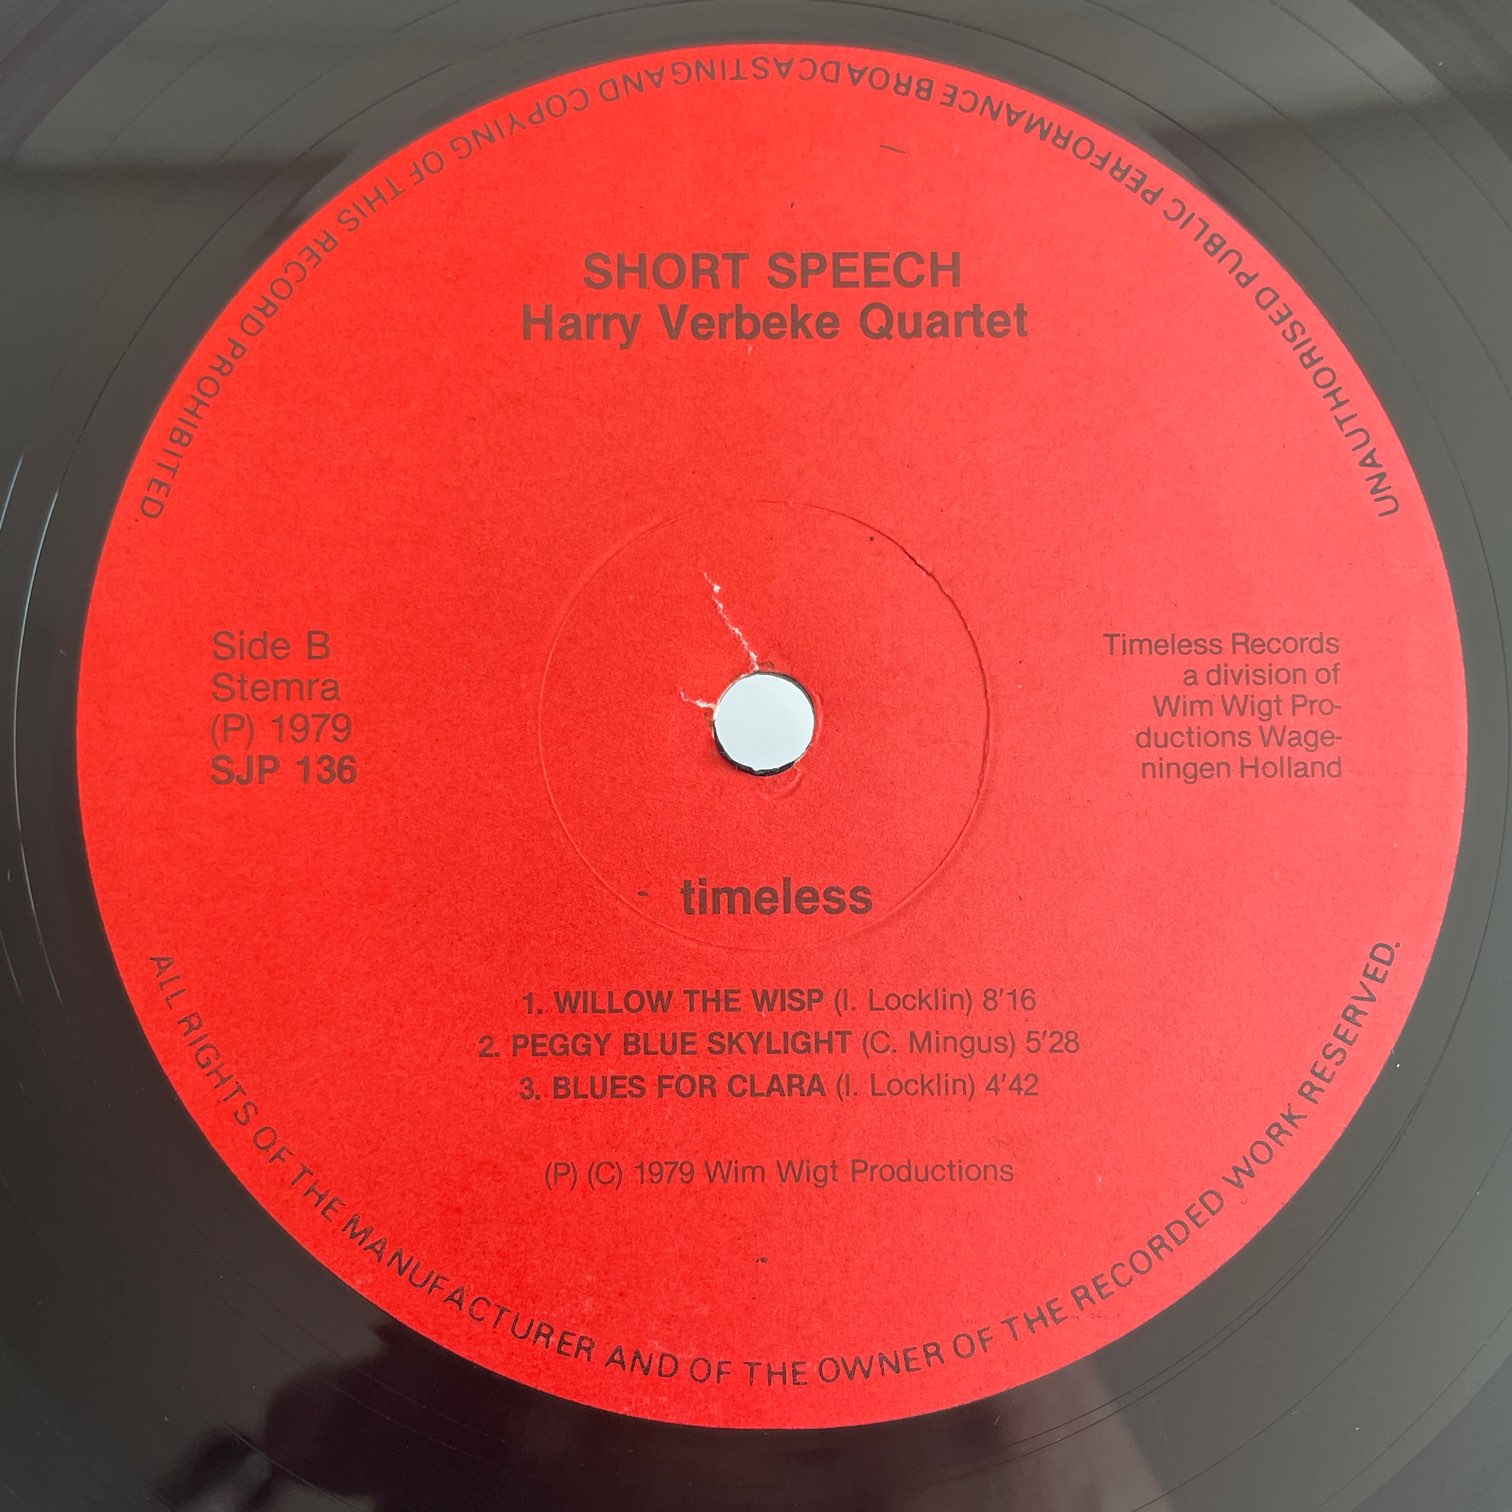 UNAUTHORISED PUBLIC PERFORMANCE BROADCASTING AND COPYING OF THIS RECORD PROHIBITED
SHORT SPEECH
Harry Verbeke Quartet
Side B
Stemra
(P) 1979
SJP 136
Timeless Records
a division of
Wim Wigt Pro-
ductions Wage-
ningen Holland
timeless
1. WILLOW THE WISP (I. Locklin) 8'16
2. PEGGY BLUE SKYLIGHT (C. Mingus) 5'28
3. BLUES FOR CLARA (I. Locklin) 4'42
(P) (C) 1979 Wim Wigt Productions
ALL RIGHTS OF THE MANUFACTURER AND OF THE OWNER OF THE RECORDED WORK RESERVED.